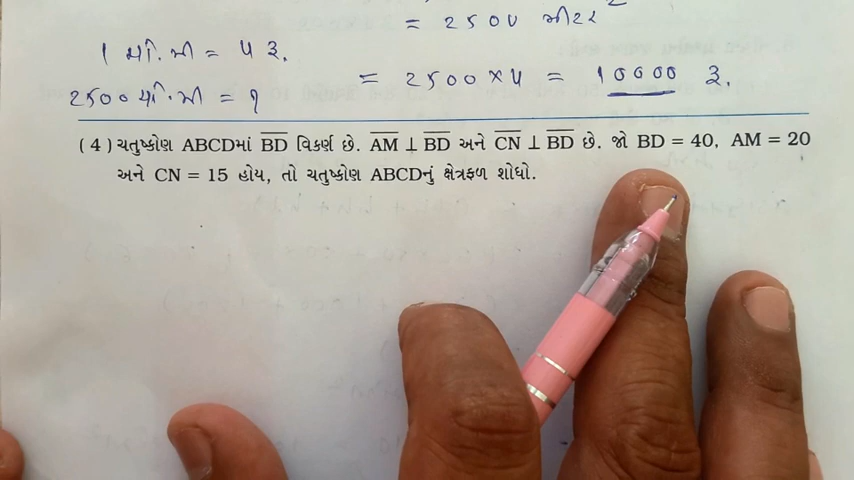 = 2500 મીટર²
1 ચો.મી = 4 રૂ.
= 2500 × 4 = 10000 રૂ.
2500 ચો.મી = ?
(4) ચતુષ્કોણ ABCDમાં BD વિકર્ણ છે. AM ⊥ BD અને CN ⊥ BD છે. જો BD = 40, AM = 20
અને CN = 15 હોય, તો ચતુષ્કોણ ABCDનું ક્ષેત્રફળ શોધો.